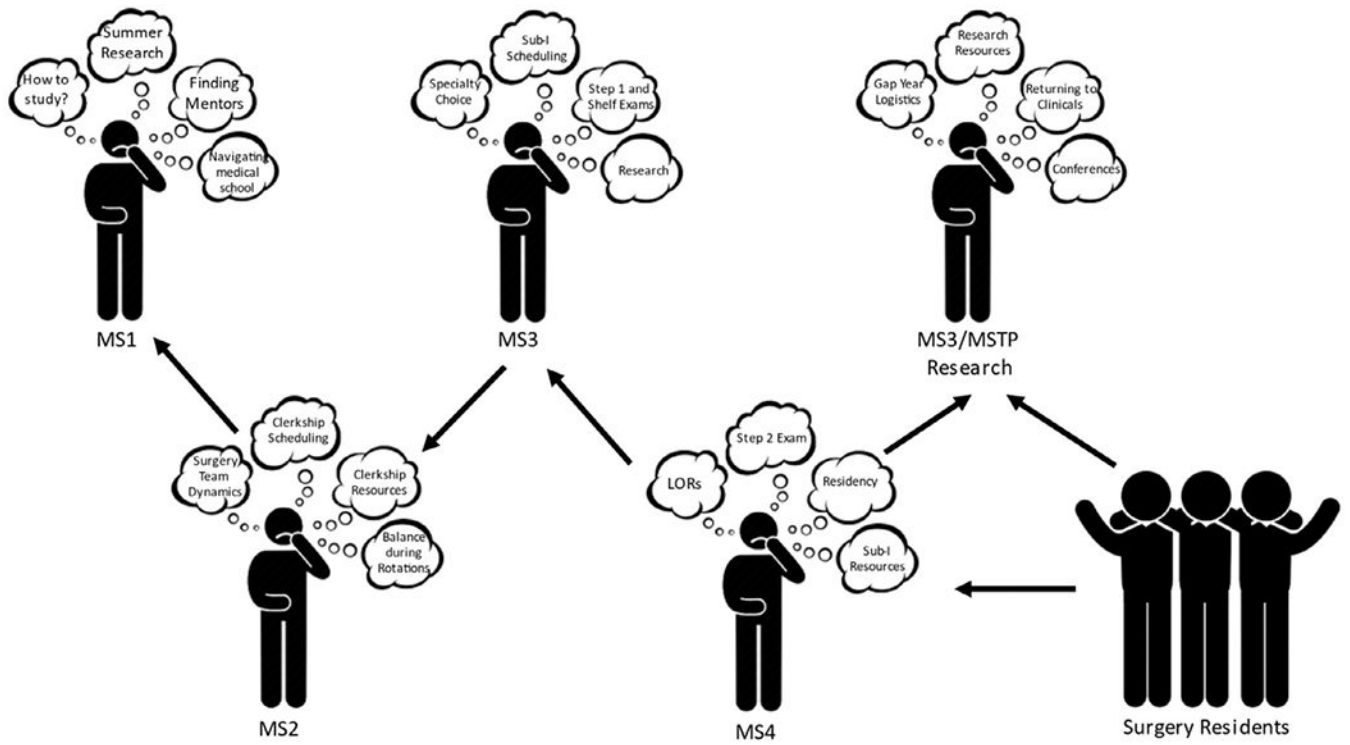 Summer
Research
How to
study?
Finding
Mentors
Navigating
medical
school
MS1
Sub-I
Scheduling
Specialty
Choice
Step 1 and
Shelf Exams
Research
MS3
Research
Resources
Gap Year
Logistics
Returning to
Clinicals
Conferences
MS3/MSTP
Research
Clerkship
Scheduling
Surgery
Team
Dynamics
Clerkship
Resources
Balance
during
Rotations
MS2
Step 2 Exam
LORs
Residency
Sub-I
Resources
MS4
Surgery Residents